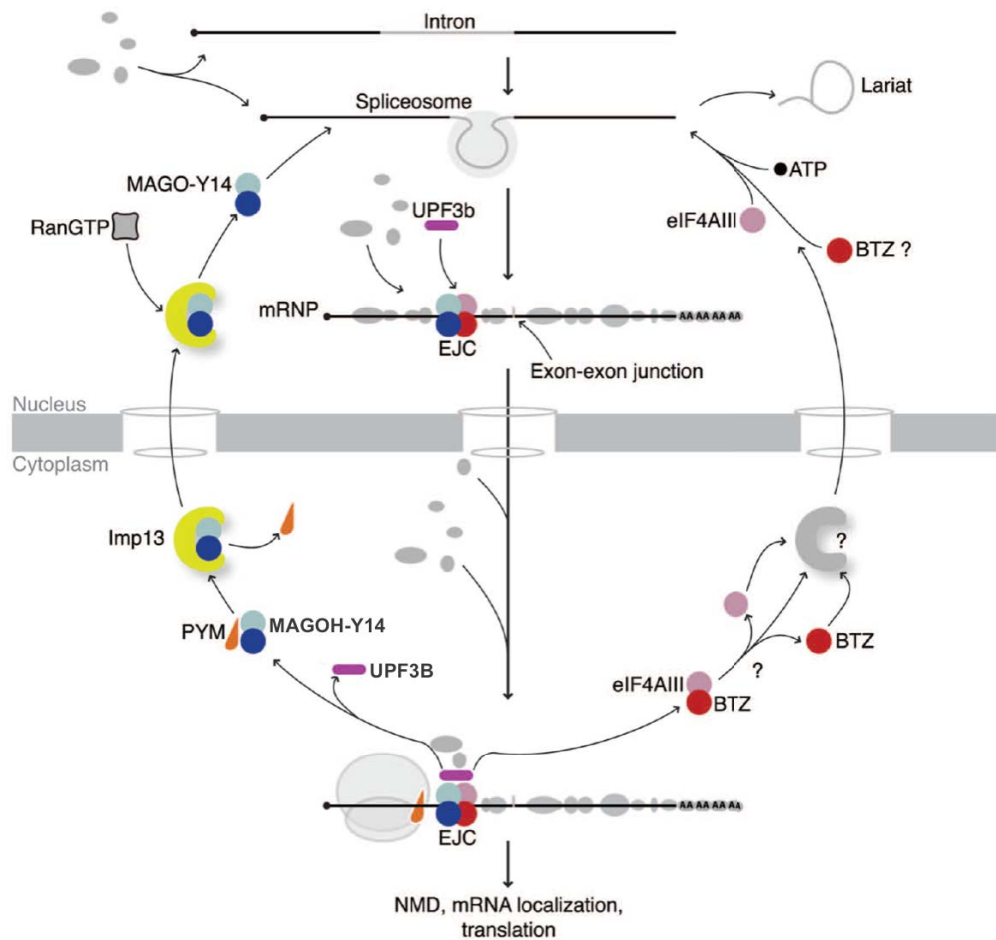 Intron
Spliceosome
Lariat
MAGO-Y14
ATP
UPF3b
eIF4AIII
RanGTP
BTZ ?
mRNP
AA AA AA AA
EJC
Exon-exon junction
Nucleus
Cytoplasm
Imp13
?
PYM
MAGOH-Y14
BTZ
UPF3B
?
eIF4AIII
BTZ
AA AA AA AA
EJC
NMD, mRNA localization,
translation